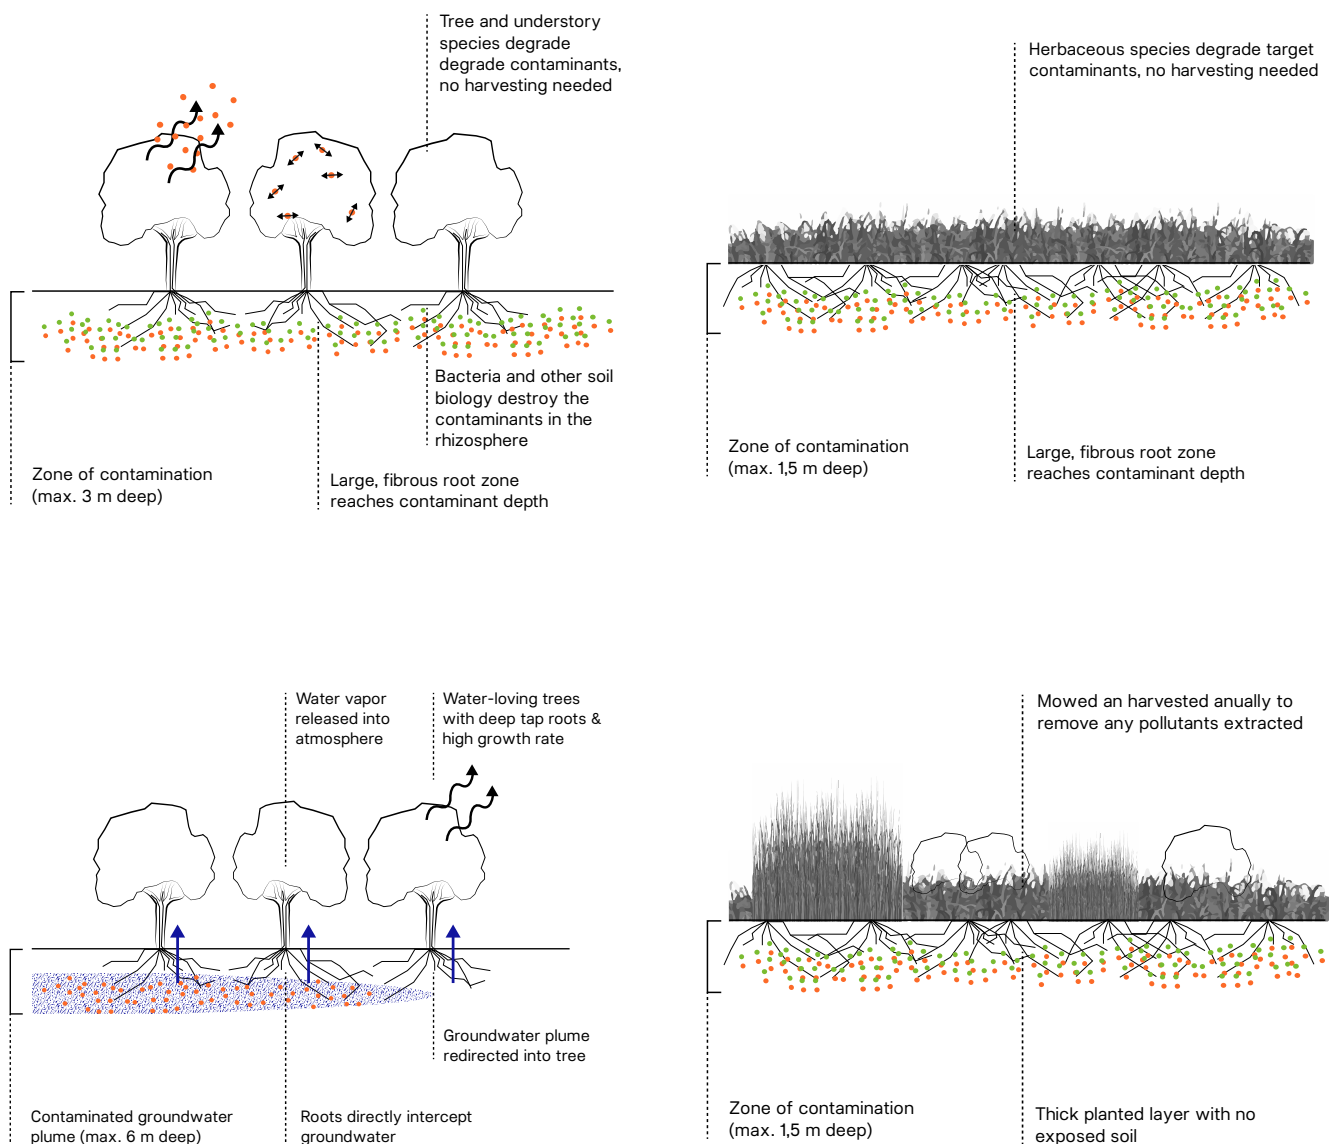 Tree and understory
species degrade
degrade contaminants,
no harvesting needed
Bacteria and other soil
biology destroy the
contaminants in the
rhizosphere
Zone of contamination
(max. 3 m deep)
Large, fibrous root zone
reaches contaminant depth
Herbaceous species degrade target
contaminants, no harvesting needed
Zone of contamination
(max. 1,5 m deep)
Large, fibrous root zone
reaches contaminant depth
Water vapor
released into
atmosphere
Water-loving trees
with deep tap roots &
high growth rate
Groundwater plume
redirected into tree
Contaminated groundwater
plume (max. 6 m deep)
Roots directly intercept
groundwater
Mowed an harvested anually to
remove any pollutants extracted
Zone of contamination
(max. 1,5 m deep)
Thick planted layer with no
exposed soil